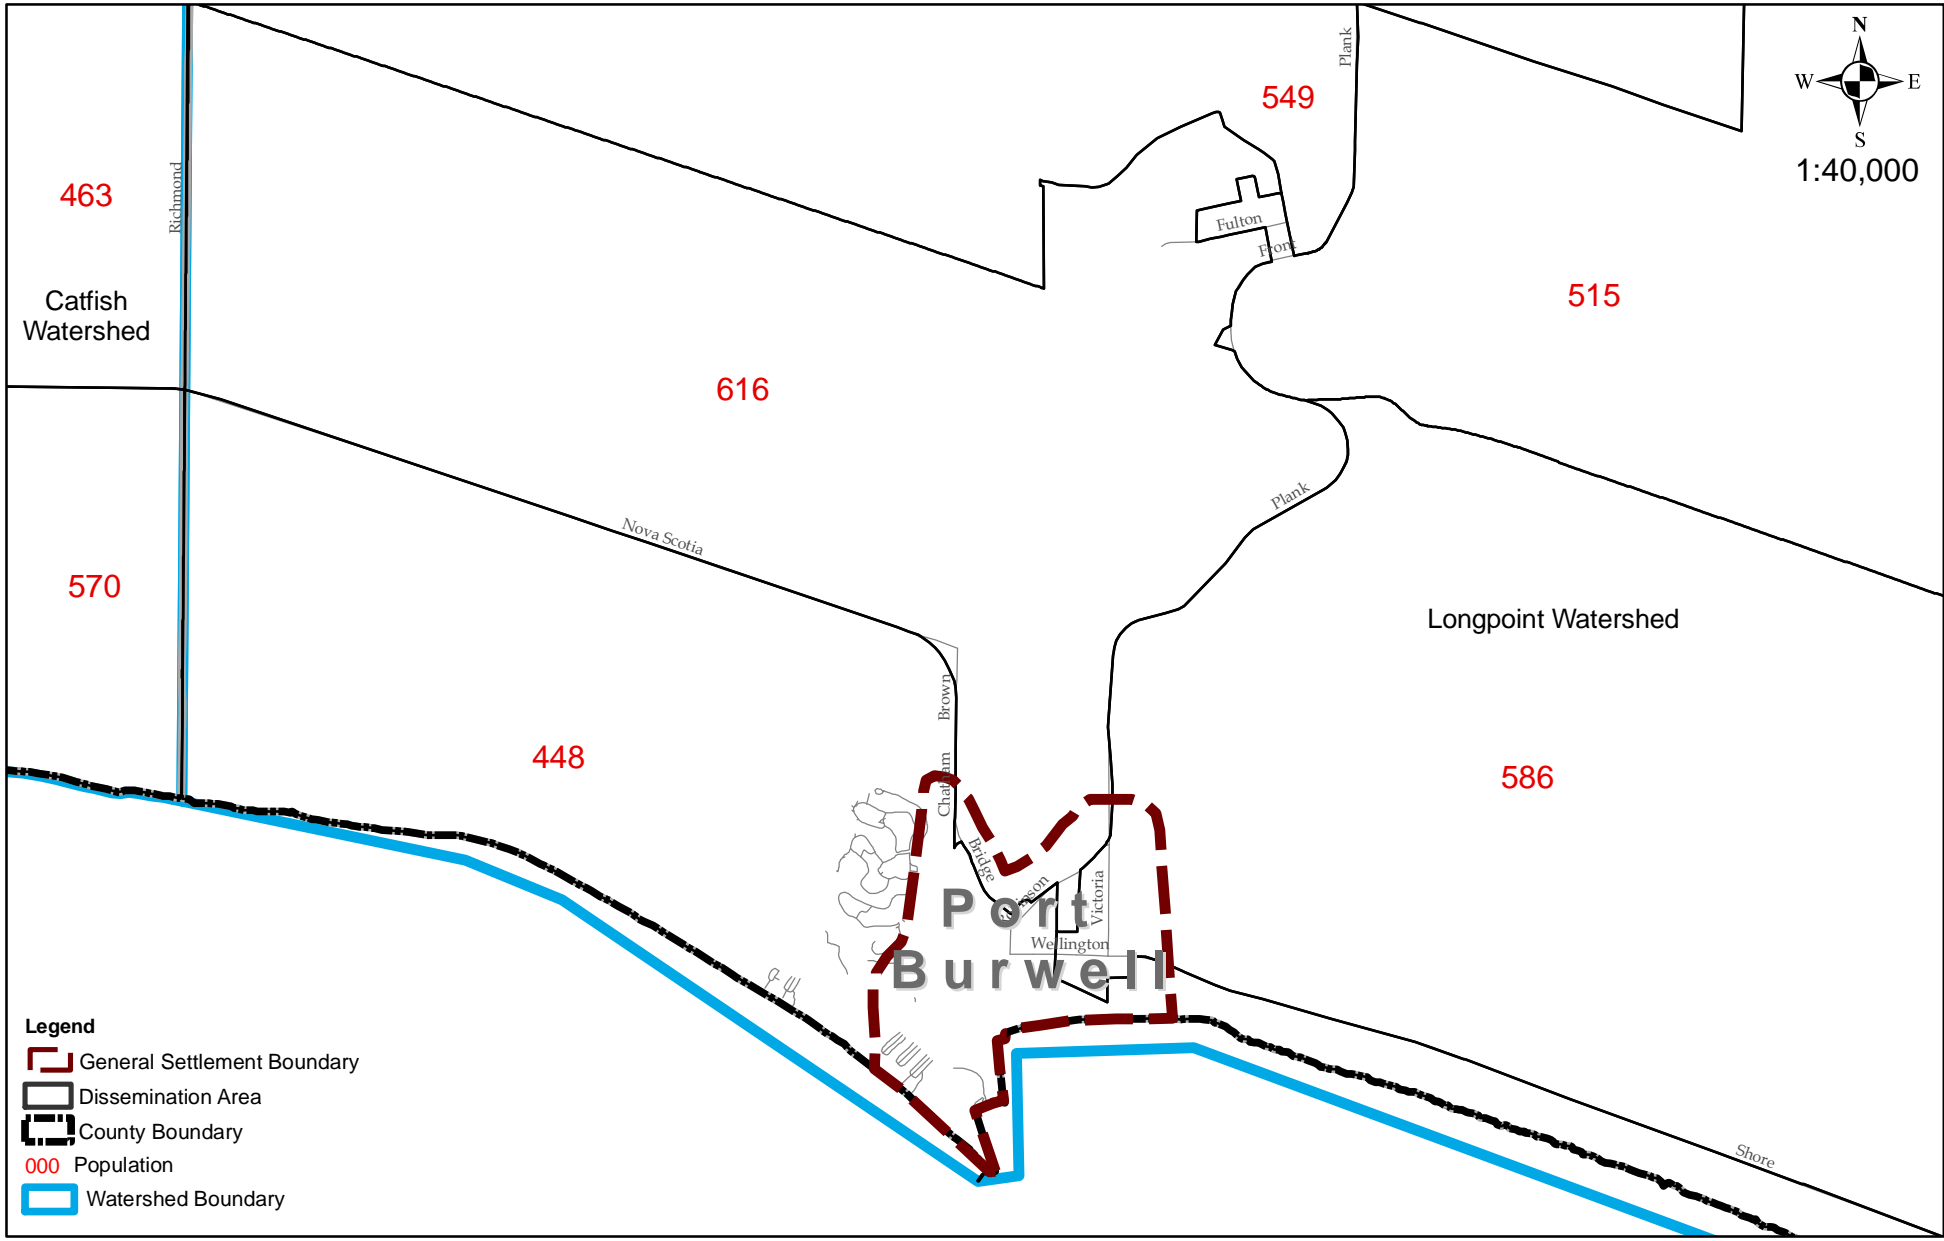 N
W E
S
1:40,000
Plank
549
463
Richmond
Fulton
Front
515
Catfish
Watershed
616
Plank
Nova Scotia
570
Longpoint Watershed
Brown
448
586
Chatham
Bridge
Victoria
Port
Wellington
Burwell
Shore
Legend
General Settlement Boundary
Dissemination Area
County Boundary
000 Population
Watershed Boundary